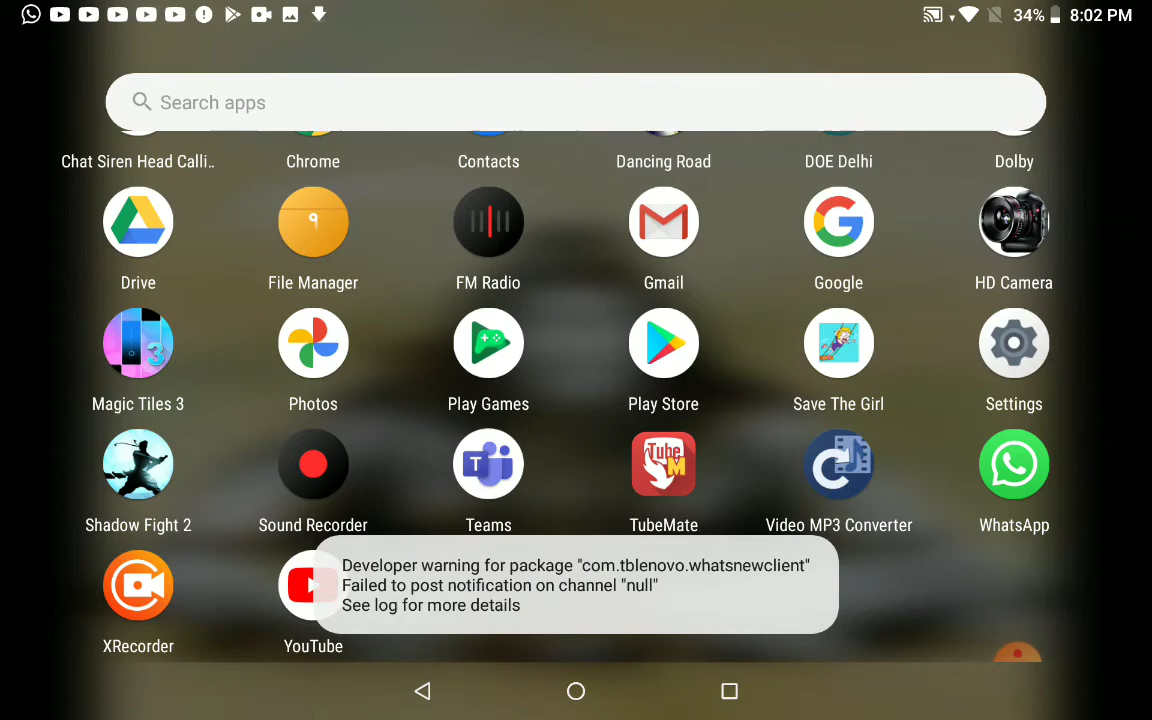 34% 8:02 PM
Search apps
Chat Siren Head Calli.. Chrome Contacts Dancing Road DOE Delhi Dolby
Drive File Manager FM Radio Gmail Google HD Camera
3
Magic Tiles 3 Photos Play Games Play Store Save The Girl Settings
T Tube M
Shadow Fight 2 Sound Recorder Teams TubeMate Video MP3 Converter WhatsApp
Developer warning for package "com.tblenovo.whatsnewclient"
Failed to post notification on channel "null"
See log for more details
XRecorder YouTube